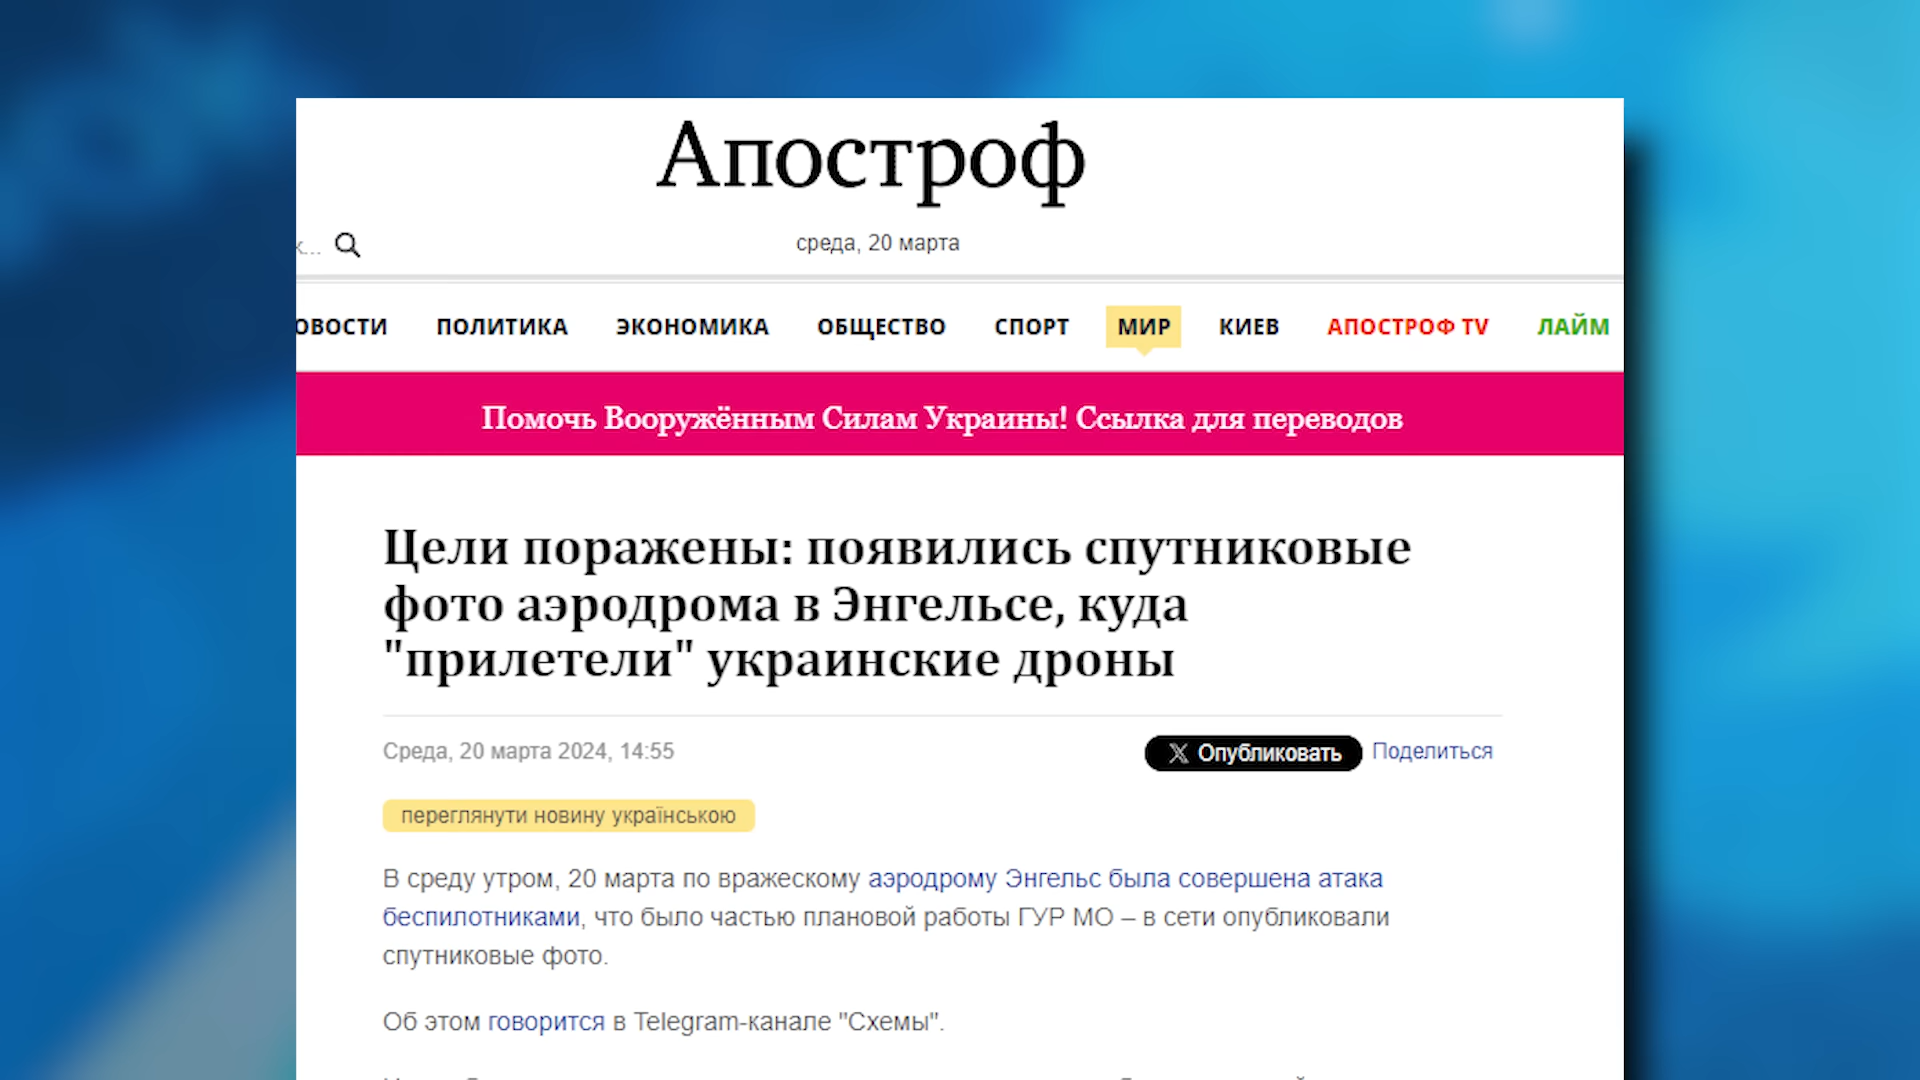 Апостроф
среда, 20 марта
ОВОСТИ ПОЛИТИКА ЭКОНОМИКА ОБЩЕСТВО СПОРТ МИР КИЕВ АПОСТРОФ TV ЛАЙМ
Помочь Вооружённым Силам Украины! Ссылка для переводов
Цели поражены: появились спутниковые
фото аэродрома в Энгельсе, куда
"прилетели" украинские дроны
Среда, 20 марта 2024, 14:55
X Опубликовать Поделиться
переглянути новину українською
В среду утром, 20 марта по вражескому аэродрому Энгельс была совершена атака
беспилотниками, что было частью плановой работы ГУР МО – в сети опубликовали
спутниковые фото.
Об этом говорится в Telegram-канале "Схемы".